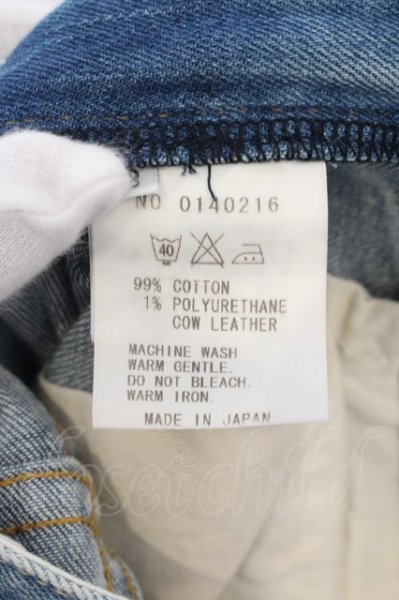 NO. 0140216
40
99% COTTON
1% POLYURETHANE
COW LEATHER
MACHINE WASH
WARM GENTLE.
DO NOT BLEACH.
WARM IRON.
MADE IN JAPAN
closetchild